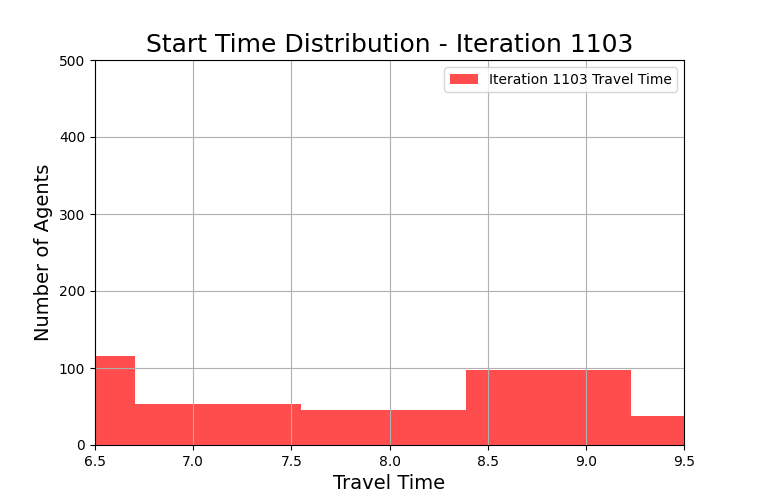 Start Time Distribution - Iteration 1103
Iteration 1103 Travel Time
Number of Agents
500
400
300
200
100
0
6.5 7.0 7.5 8.0 8.5 9.0 9.5
Travel Time